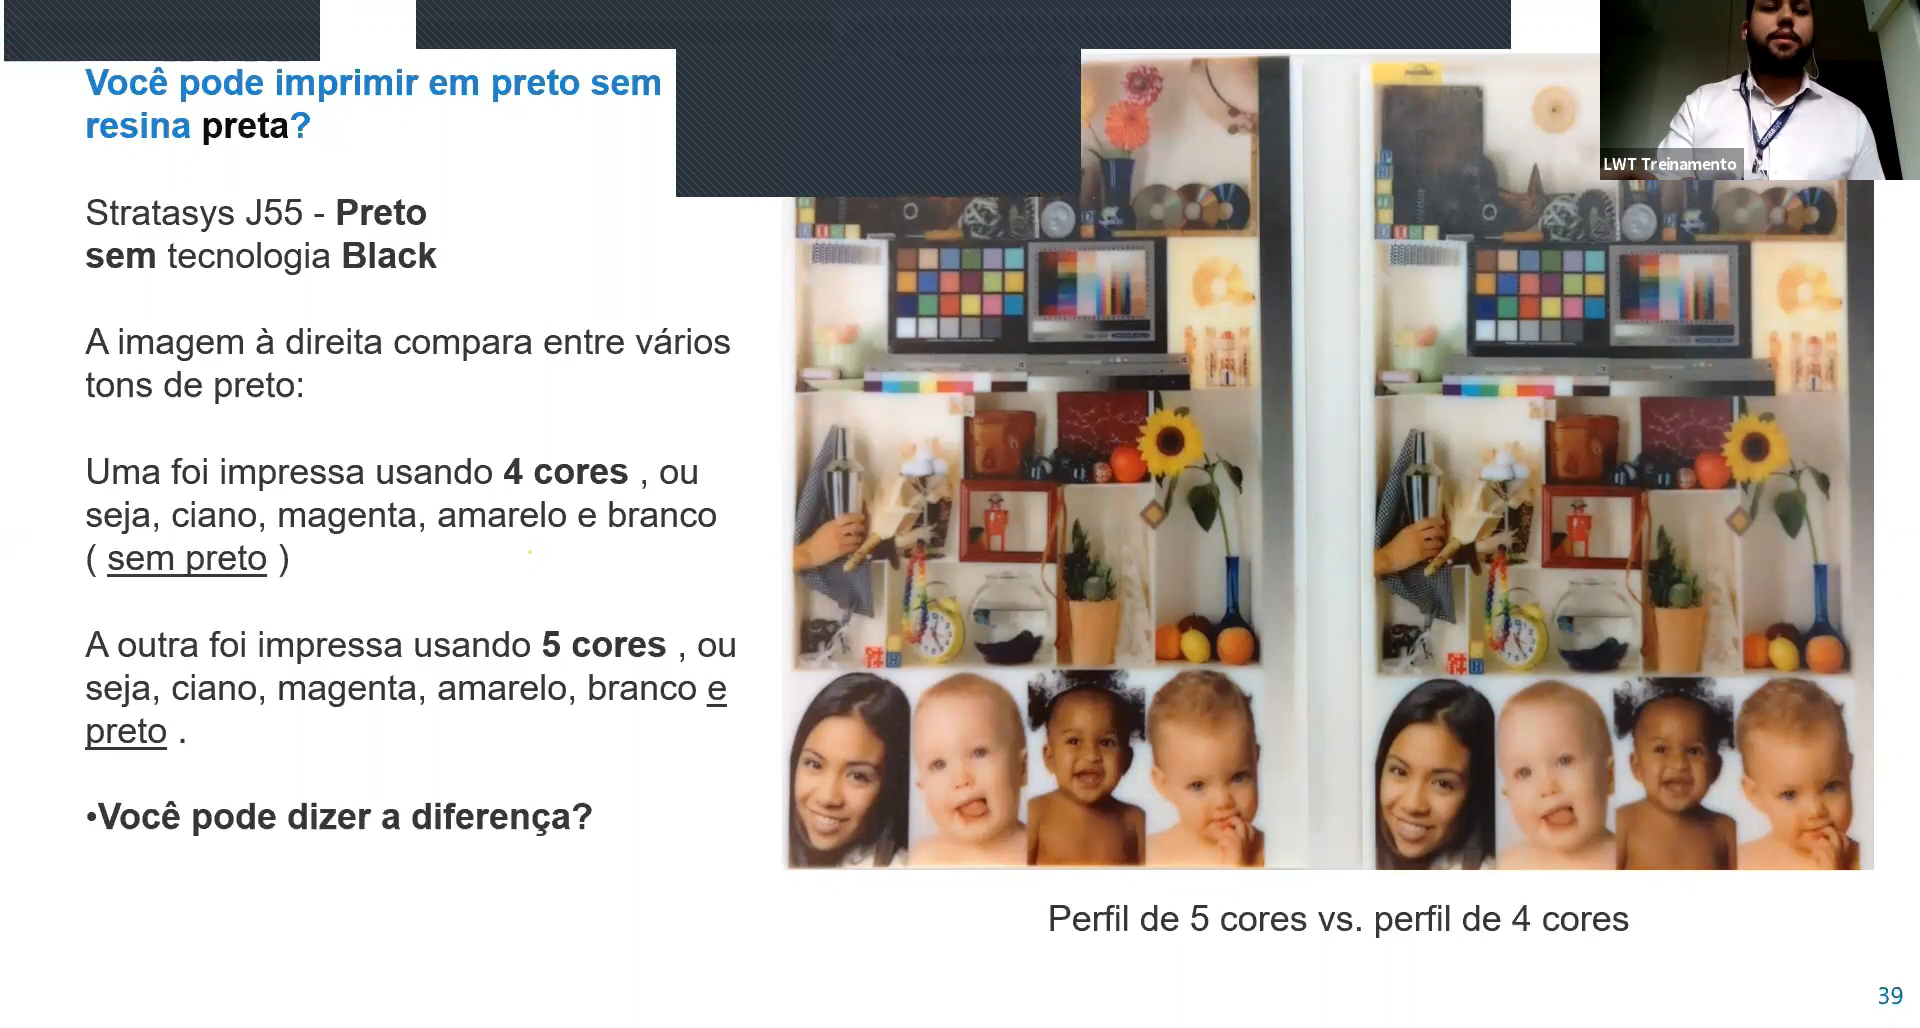 Você pode imprimir em preto sem
resina preta?
Stratasys J55 - Preto
sem tecnologia Black
A imagem à direita compara entre vários
tons de preto:
Uma foi impressa usando 4 cores , ou
seja, ciano, magenta, amarelo e branco
( sem preto )
A outra foi impressa usando 5 cores , ou
seja, ciano, magenta, amarelo, branco e
preto .
•Você pode dizer a diferença?
LWT Treinamento
Perfil de 5 cores vs. perfil de 4 cores
39